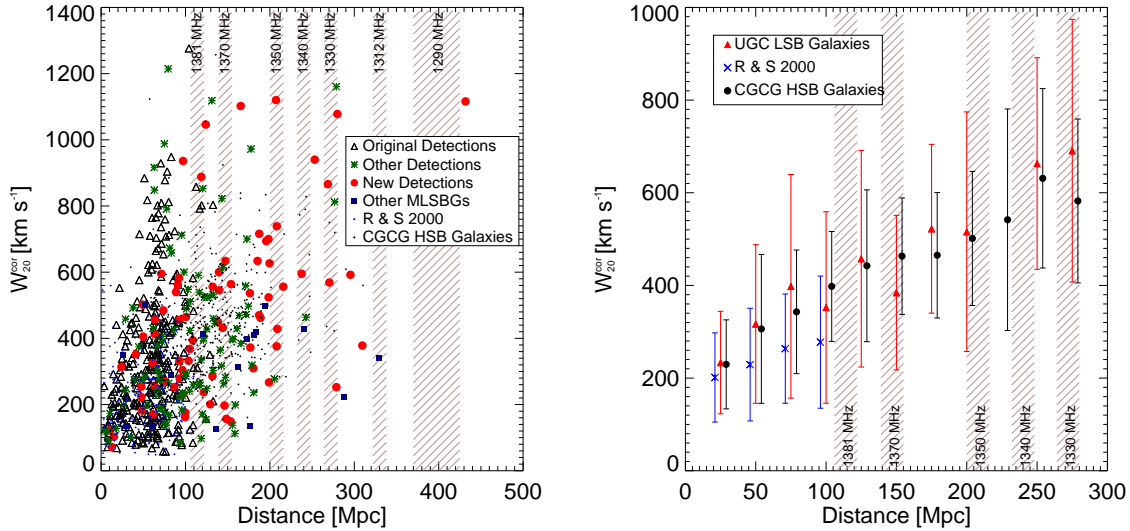 1400
1200
1000
800
600
400
200
0
W20^cor [km s^-1]
0 100 200 300 400 500
Distance [Mpc]
1381 MHz
1370 MHz
1350 MHz
1340 MHz
1330 MHz
1312 MHz
1290 MHz
Original Detections
Other Detections
New Detections
Other MLSBGs
R & S 2000
CGCG HSB Galaxies
1000
800
600
400
200
0
W20^cor [km s^-1]
0 50 100 150 200 250 300
Distance [Mpc]
UGC LSB Galaxies
R & S 2000
CGCG HSB Galaxies
1381 MHz
1370 MHz
1350 MHz
1340 MHz
1330 MHz